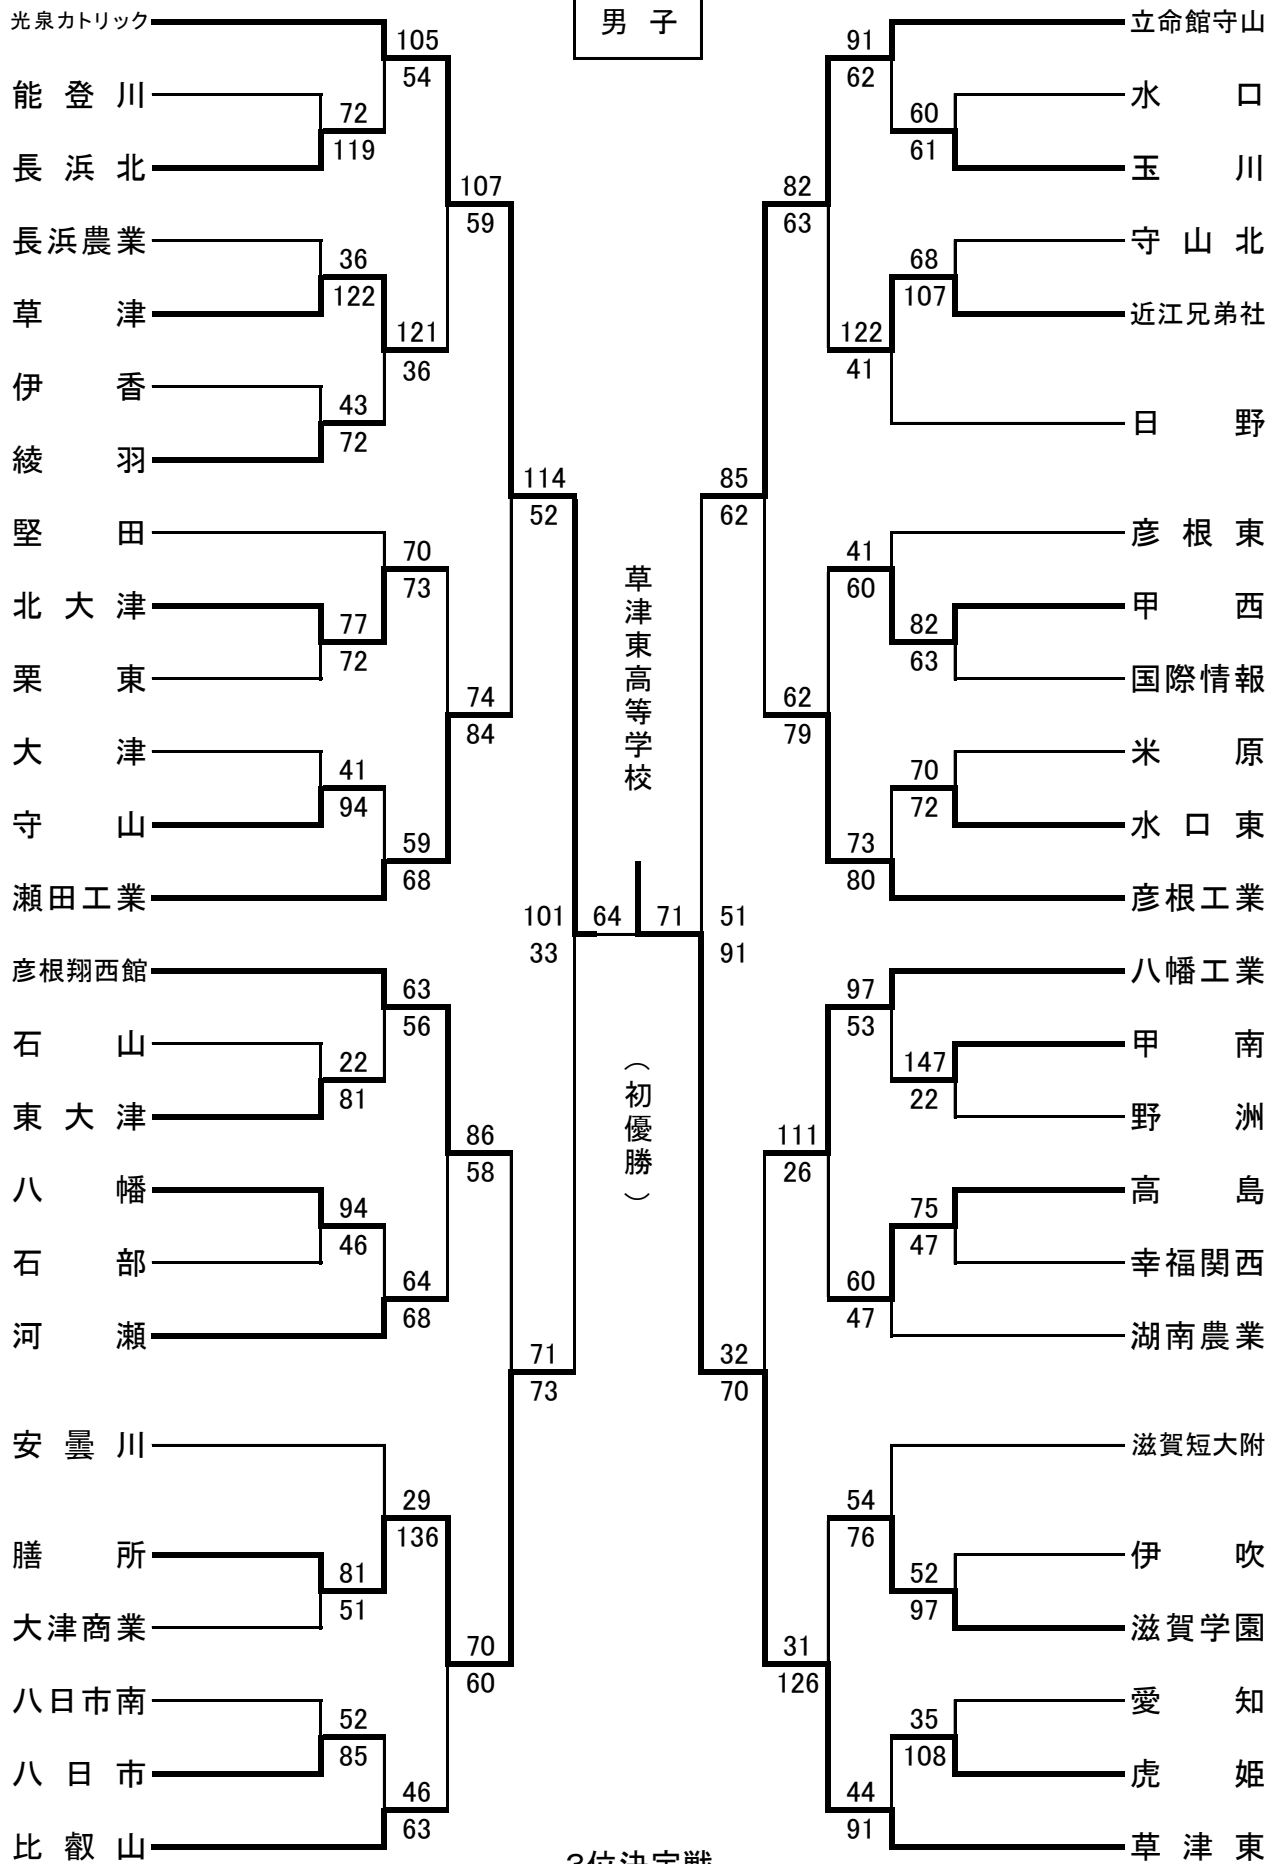 男子
光泉カトリック
能登川
長浜北
長浜農業
草津
伊香
綾羽
堅田
北大津
栗東
大津
守山
瀬田工業
彦根翔西館
石山
東大津
八幡
石部
河瀬
安曇川
膳所
大津商業
八日市南
八日市
比叡山
105
54
72
119
36
122
121
36
43
72
107
59
70
73
77
72
41
94
59
68
74
84
114
52
63
56
22
81
94
46
64
68
86
58
29
136
81
51
52
85
46
63
70
60
71
73
101
33
64
71
草津東高等学校
(初優勝)
51
91
85
62
82
63
91
62
60
61
68
107
122
41
62
79
41
60
82
63
70
72
73
80
32
70
111
26
97
53
147
22
75
47
60
47
31
126
54
76
52
97
35
108
44
91
立命館守山
水口
玉川
守山北
近江兄弟社
日野
彦根東
甲西
国際情報
米原
水口東
彦根工業
八幡工業
甲南
野洲
高島
幸福関西
湖南農業
滋賀短大附
伊吹
滋賀学園
愛知
虎姫
草津東
3位決定戦